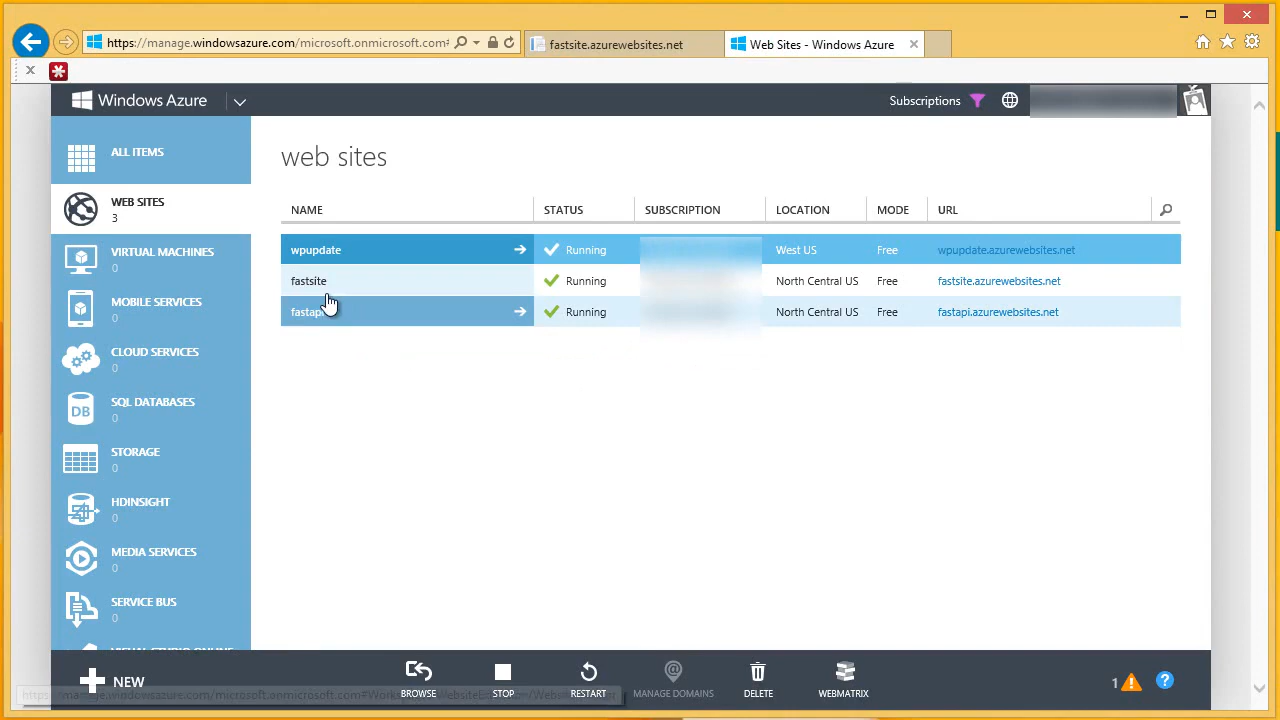 https://manage.windowsazure.com/microsoft.onmicrosoft.com#
fastsite.azurewebsites.net
Web Sites - Windows Azure
Windows Azure
Subscriptions
ALL ITEMS
web sites
WEB SITES
3
NAME STATUS SUBSCRIPTION LOCATION MODE URL
wpupdate Running West US Free wpupdate.azurewebsites.net
fastsite Running North Central US Free fastsite.azurewebsites.net
Running North Central US Free fastapi.azurewebsites.net
VIRTUAL MACHINES
0
MOBILE SERVICES
0
CLOUD SERVICES
0
DB
SQL DATABASES
0
STORAGE
0
HDINSIGHT
0
MEDIA SERVICES
0
SERVICE BUS
0
VISUAL STUDIO ONLINE
NEW
BROWSE
STOP
RESTART
MANAGE DOMAINS
DELETE
WEBMATRIX
1